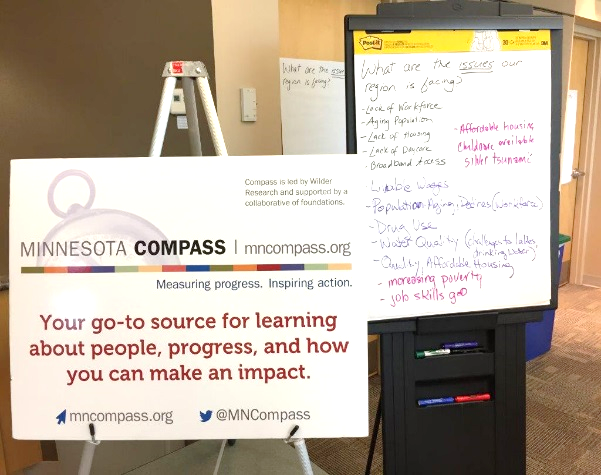 Compass is led by Wilder
Research and supported by a
collaborative of foundations.
MINNESOTA COMPASS | mncompass.org
Measuring progress. Inspiring action.
Your go-to source for learning
about people, progress, and how
you can make an impact.
mncompass.org @MNCompass
What are the issu
region is facing?
Post-it
What are the issues our
region is facing?
- Lack of Workforce
- Aging Population
- Lack of Housing
- Lack of Daycare
- Broadband Access
- Affordable housing
Childcare available
silver tsunami
- Livable Wages
- Population Aging, Declines (workforce)
- Drug Use
- Water Quality (challenges to lakes,
drinking water)
- Quality Affordable Housing
- increasing poverty
- job skills gap